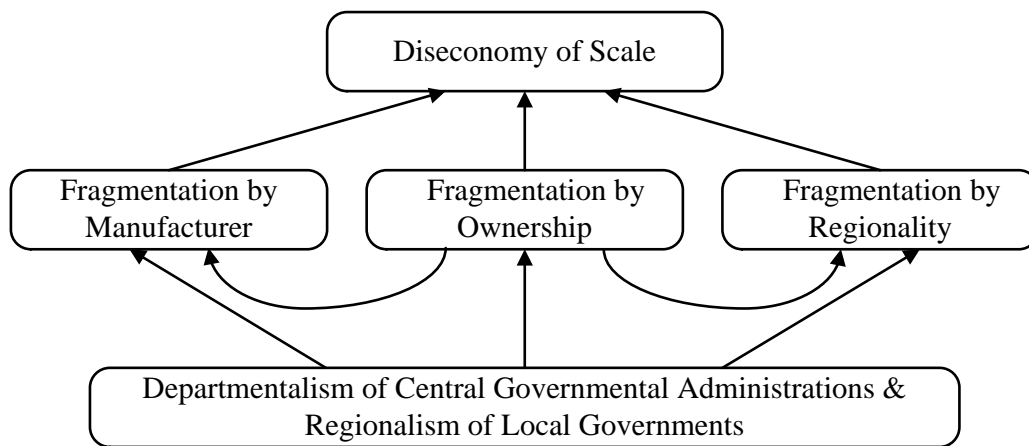 Diseconomy of Scale
Fragmentation by
Manufacturer
Fragmentation by
Ownership
Fragmentation by
Regionality
Departmentalism of Central Governmental Administrations &
Regionalism of Local Governments